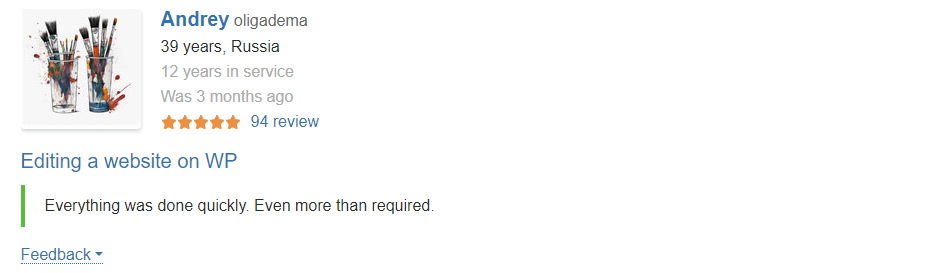 Andrey oligadema
39 years, Russia
12 years in service
Was 3 months ago
94 review
Editing a website on WP
Everything was done quickly. Even more than required.
Feedback